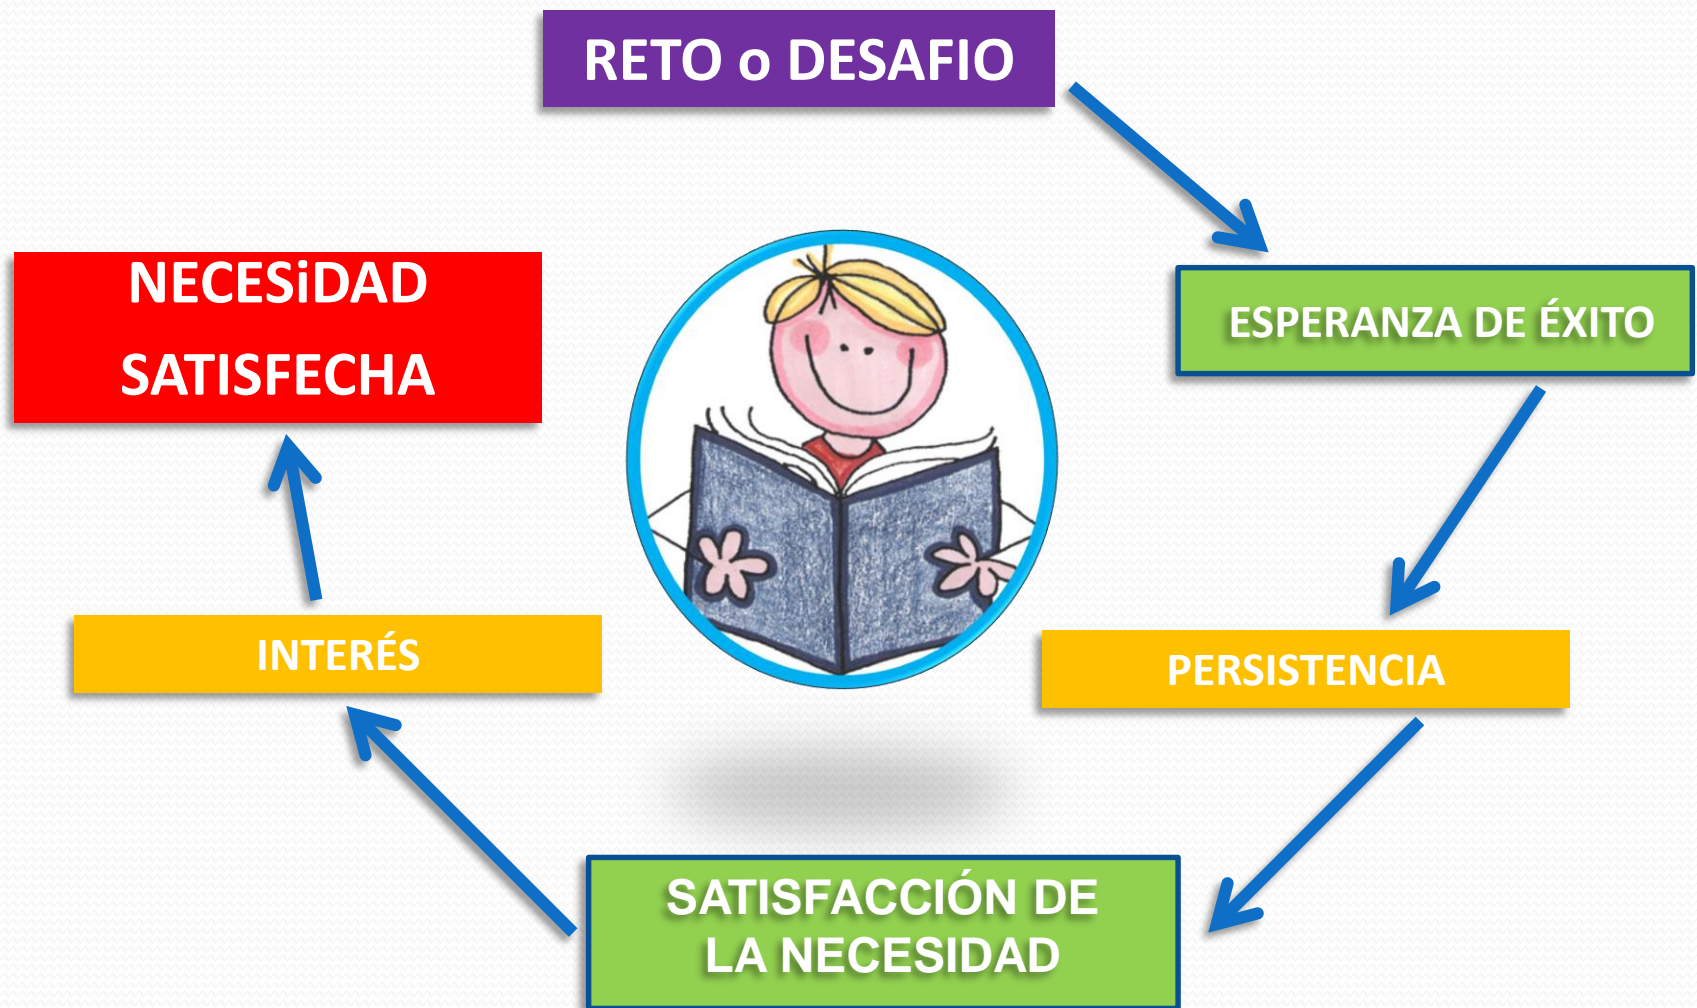 RETO o DESAFIO
ESPERANZA DE ÉXITO
PERSISTENCIA
SATISFACCIÓN DE
LA NECESIDAD
INTERÉS
NECESiDAD
SATISFECHA